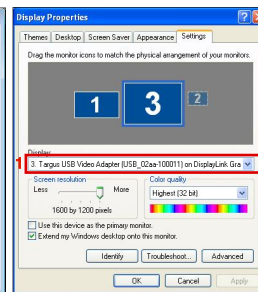 Display Properties
Themes Desktop Screen Saver Appearance Settings
Drag the monitor icons to match the physical arrangement of your monitors.
1 3 2
Display:
1
3. Targus USB Video Adapter (USB_02aa-100011) on DisplayLink Gra
Screen resolution
Less More
1600 by 1200 pixels
Color quality
Highest (32 bit)
Use this device as the primary monitor.
Extend my Windows desktop onto this monitor.
Identify Troubleshoot... Advanced
OK Cancel Apply